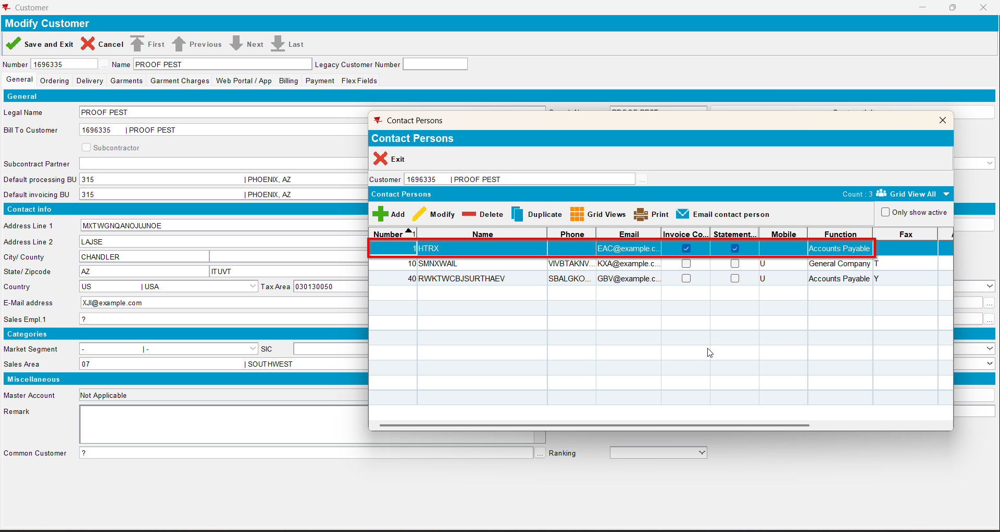 Customer
Modify Customer
Save and Exit Cancel First Previous Next Last
Number 1696335 ... Name PROOF PEST Legacy Customer Number
General Ordering Delivery Garments Garment Charges Web Portal / App Billing Payment FlexFields
General
Legal Name PROOF PEST
Bill To Customer 1696335 | PROOF PEST
Subcontractor
Subcontract Partner
Default processing BU 315 | PHOENIX, AZ
Default invoicing BU 315 | PHOENIX, AZ
Contact info
Address Line 1 MXTWGNQANOJUJNOE
Address Line 2 LAJSE
City/ County CHANDLER
State/ Zipcode AZ ITUVT
Country US | USA Tax Area 030130050
E-Mail address XJI@example.com
Sales Empl.1 ?
Categories
Market Segment - | - SIC
Sales Area 07 | SOUTHWEST
Miscellaneous
Master Account Not Applicable
Remark
Common Customer ? ... Ranking
Contact Persons
Contact Persons
Exit
Customer 1696335 | PROOF PEST ...
Contact Persons Count : 3 Grid View All
Add Modify Delete Duplicate Grid Views Print Email contact person Only show active
Number 1 Name Phone Email Invoice Co... Statement... Mobile Function Fax
1 HTRX EAC@example.c... Accounts Payable
10 SMNXWAIL VIVBTAKNV... KXA@example.c... U General Company T
40 RWKTWCBJSURTHAEV SBALGKO... GBV@example.c... U Accounts Payable Y
...
...